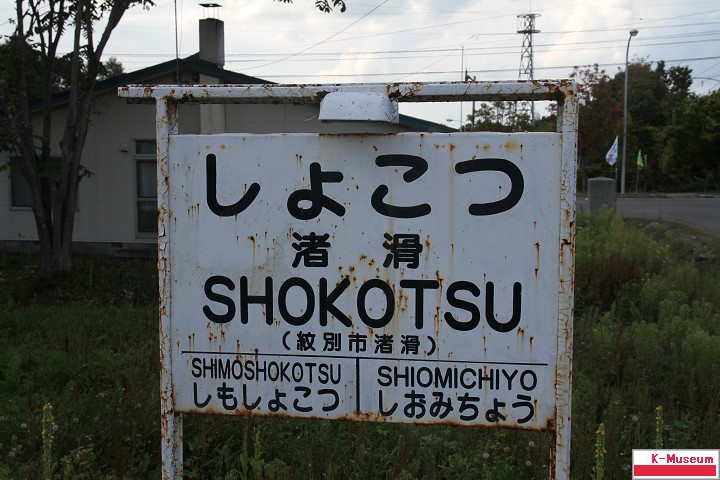 しょこつ
渚滑
SHOKOTSU
(紋別市渚滑)
SHIMOSHOKOTSU
しもしょこつ
SHIOMICHIYO
しおみちょう
K-Museum